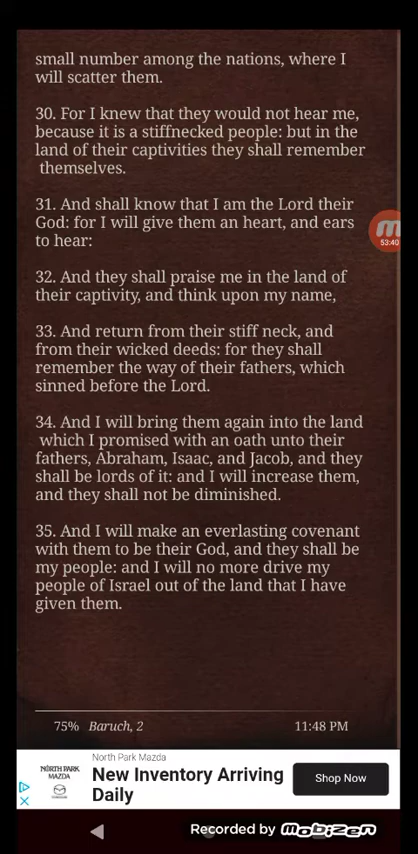 small number among the nations, where I
will scatter them.
30. For I knew that they would not hear me,
because it is a stiffnecked people: but in the
land of their captivities they shall remember
themselves.
31. And shall know that I am the Lord their
God: for I will give them an heart, and ears
to hear:
32. And they shall praise me in the land of
their captivity, and think upon my name,
33. And return from their stiff neck, and
from their wicked deeds: for they shall
remember the way of their fathers, which
sinned before the Lord.
34. And I will bring them again into the land
which I promised with an oath unto their
fathers, Abraham, Isaac, and Jacob, and they
shall be lords of it: and I will increase them,
and they shall not be diminished.
35. And I will make an everlasting covenant
with them to be their God, and they shall be
my people: and I will no more drive my
people of Israel out of the land that I have
given them.
m
53:40
75% Baruch, 2 11:48 PM
North Park Mazda
NORTH PARK
MAZDA
New Inventory Arriving
Daily
Shop Now
Recorded by mobizen